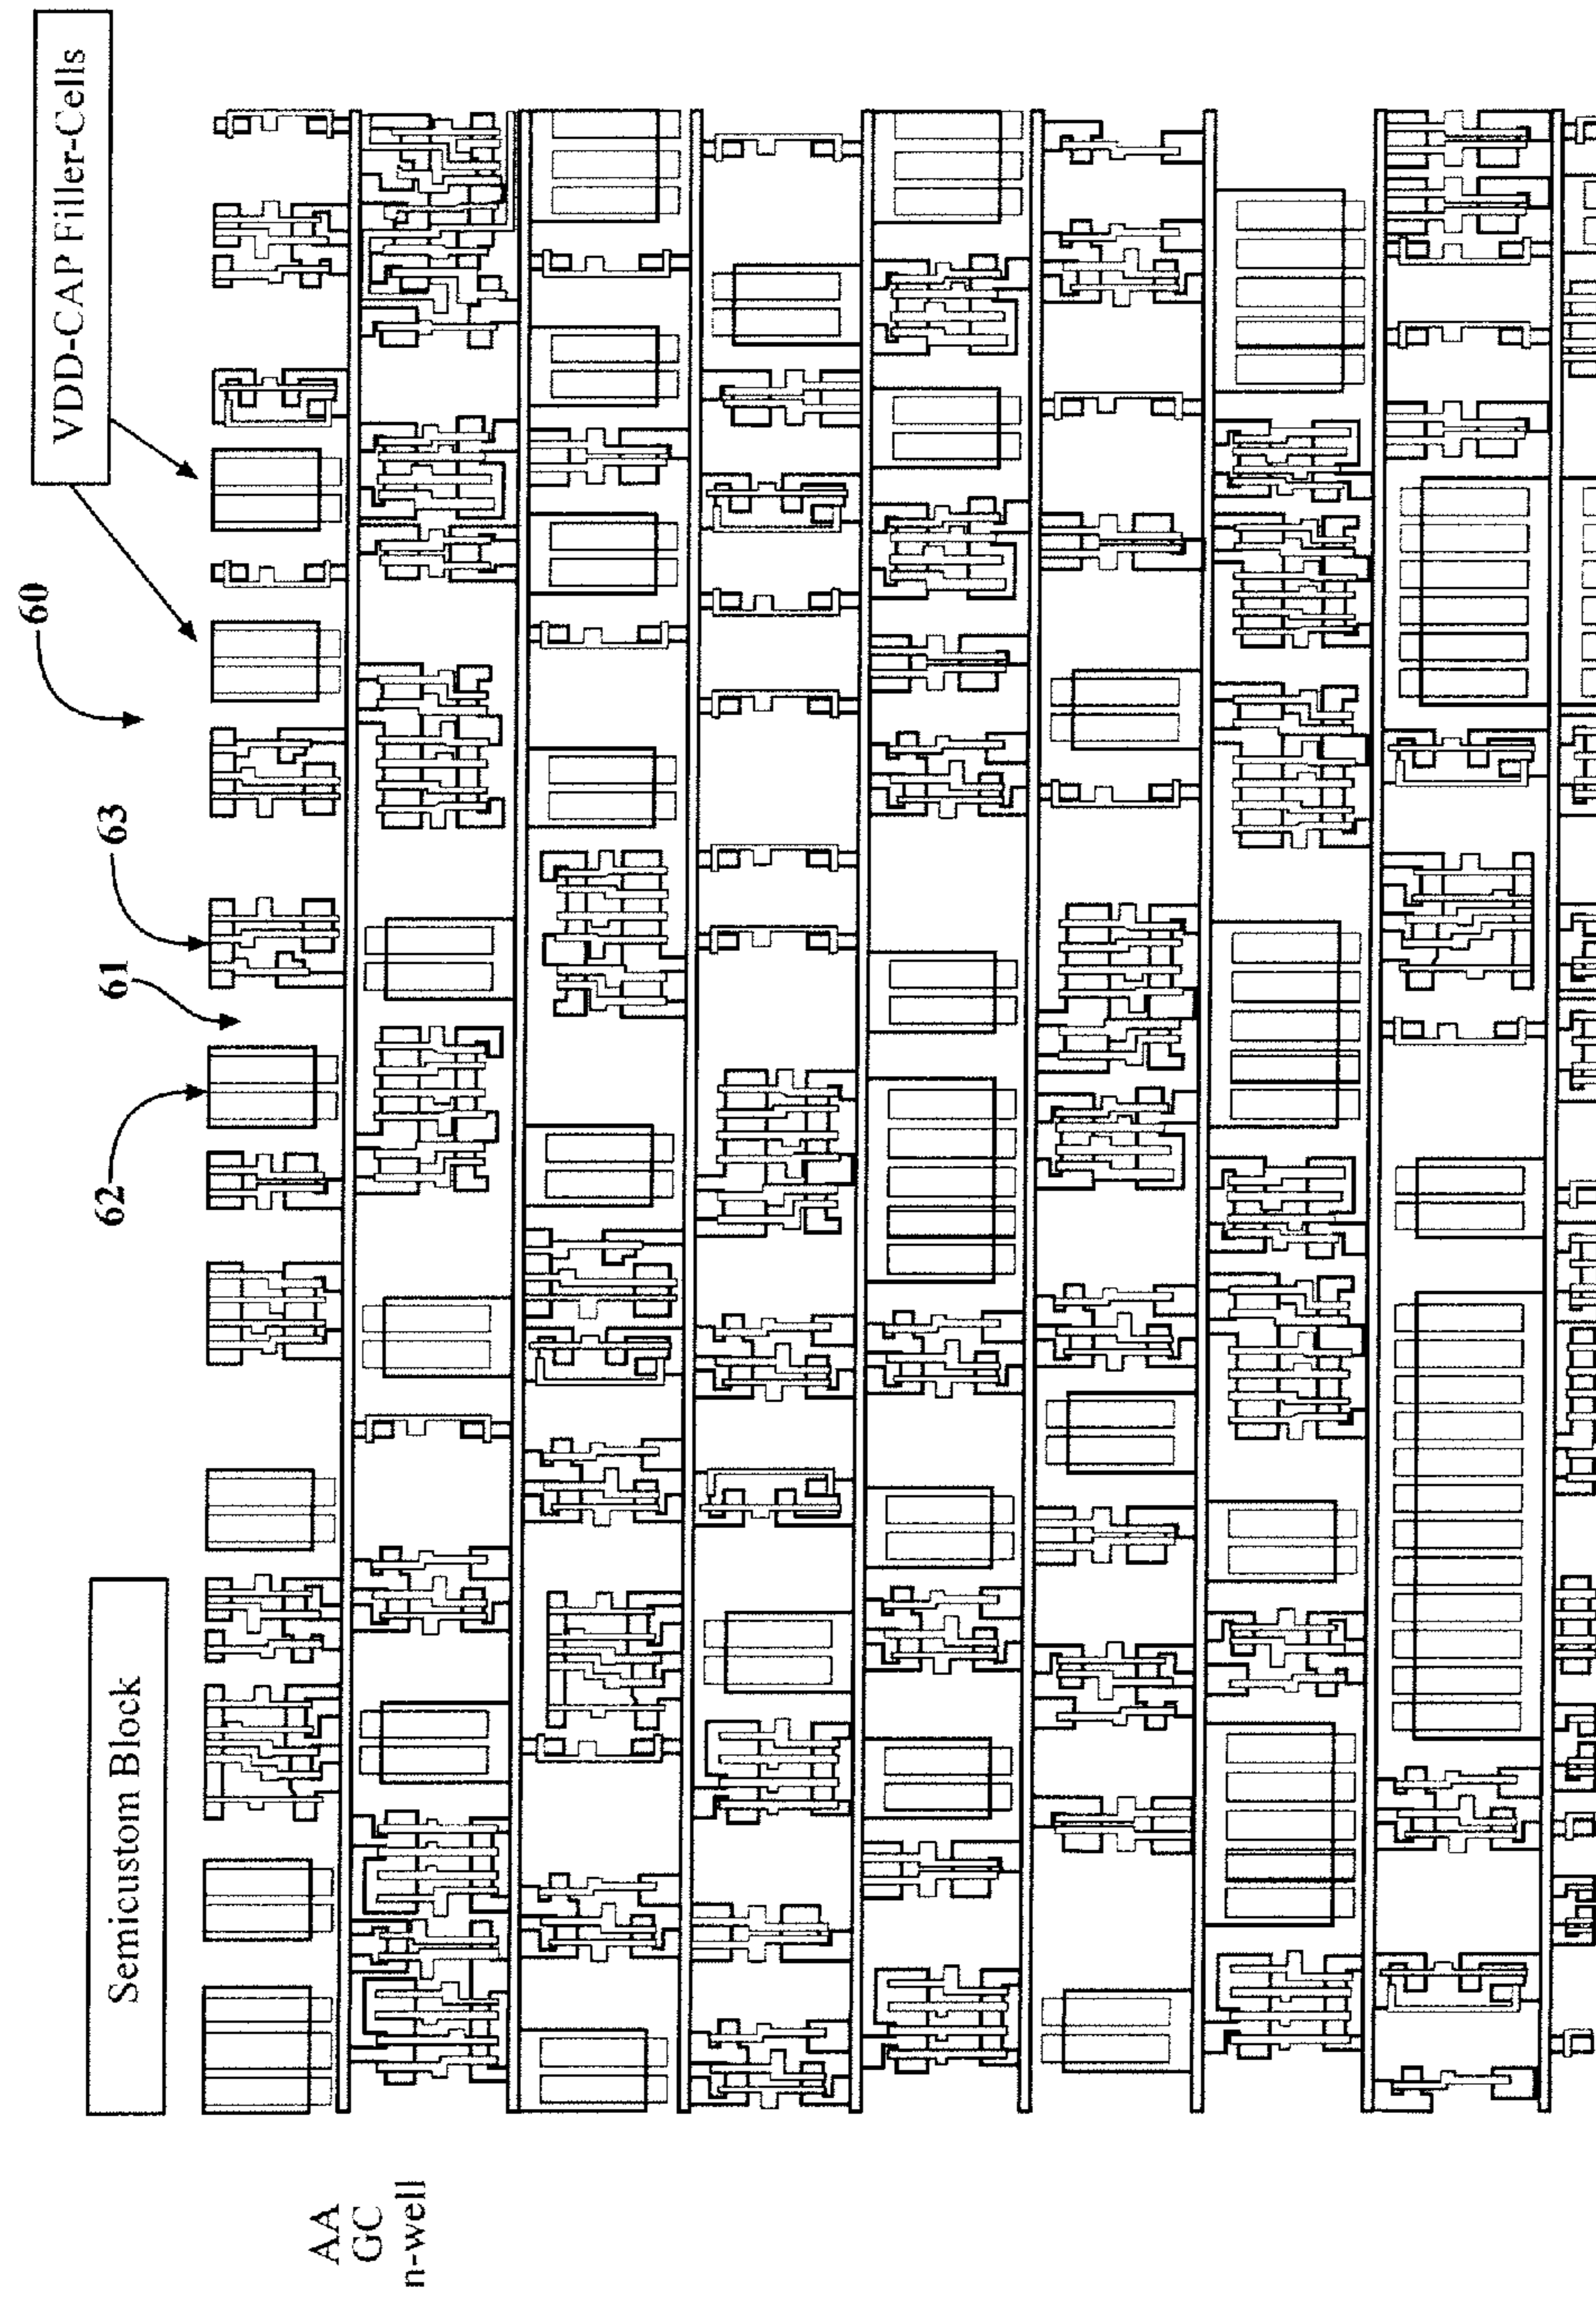 Semicustom Block
VDD-CAP Filler-Cells
60
63
61
62
AA
GC
n-well